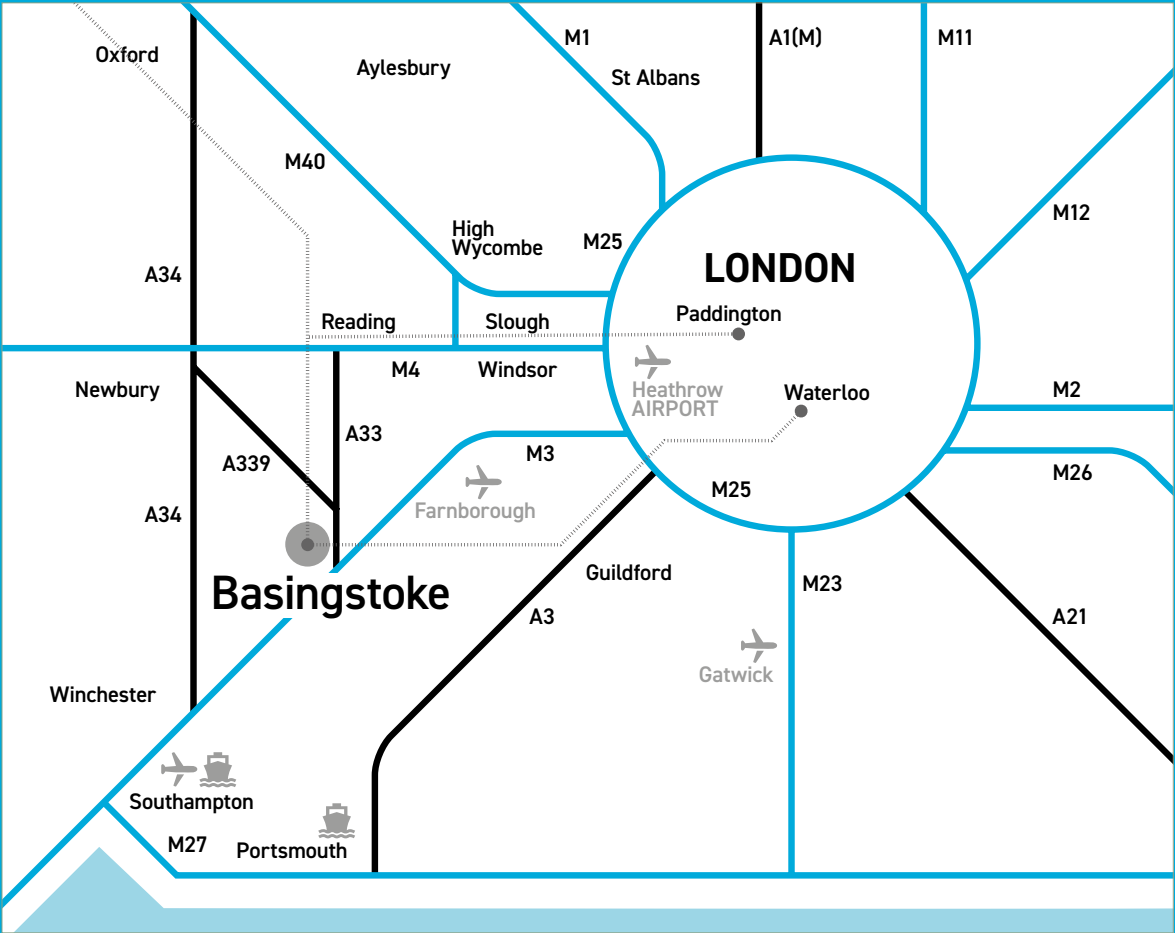 M1
A1(M)
M11
Oxford
Aylesbury
St Albans
M40
M12
High
Wycombe
M25
LONDON
A34
Paddington
Reading
Slough
M4
Windsor
Heathrow
AIRPORT
Newbury
Waterloo
M2
A33
M3
A339
M26
M25
Farnborough
A34
Guildford
Basingstoke
M23
A3
A21
Gatwick
Winchester
Southampton
M27
Portsmouth